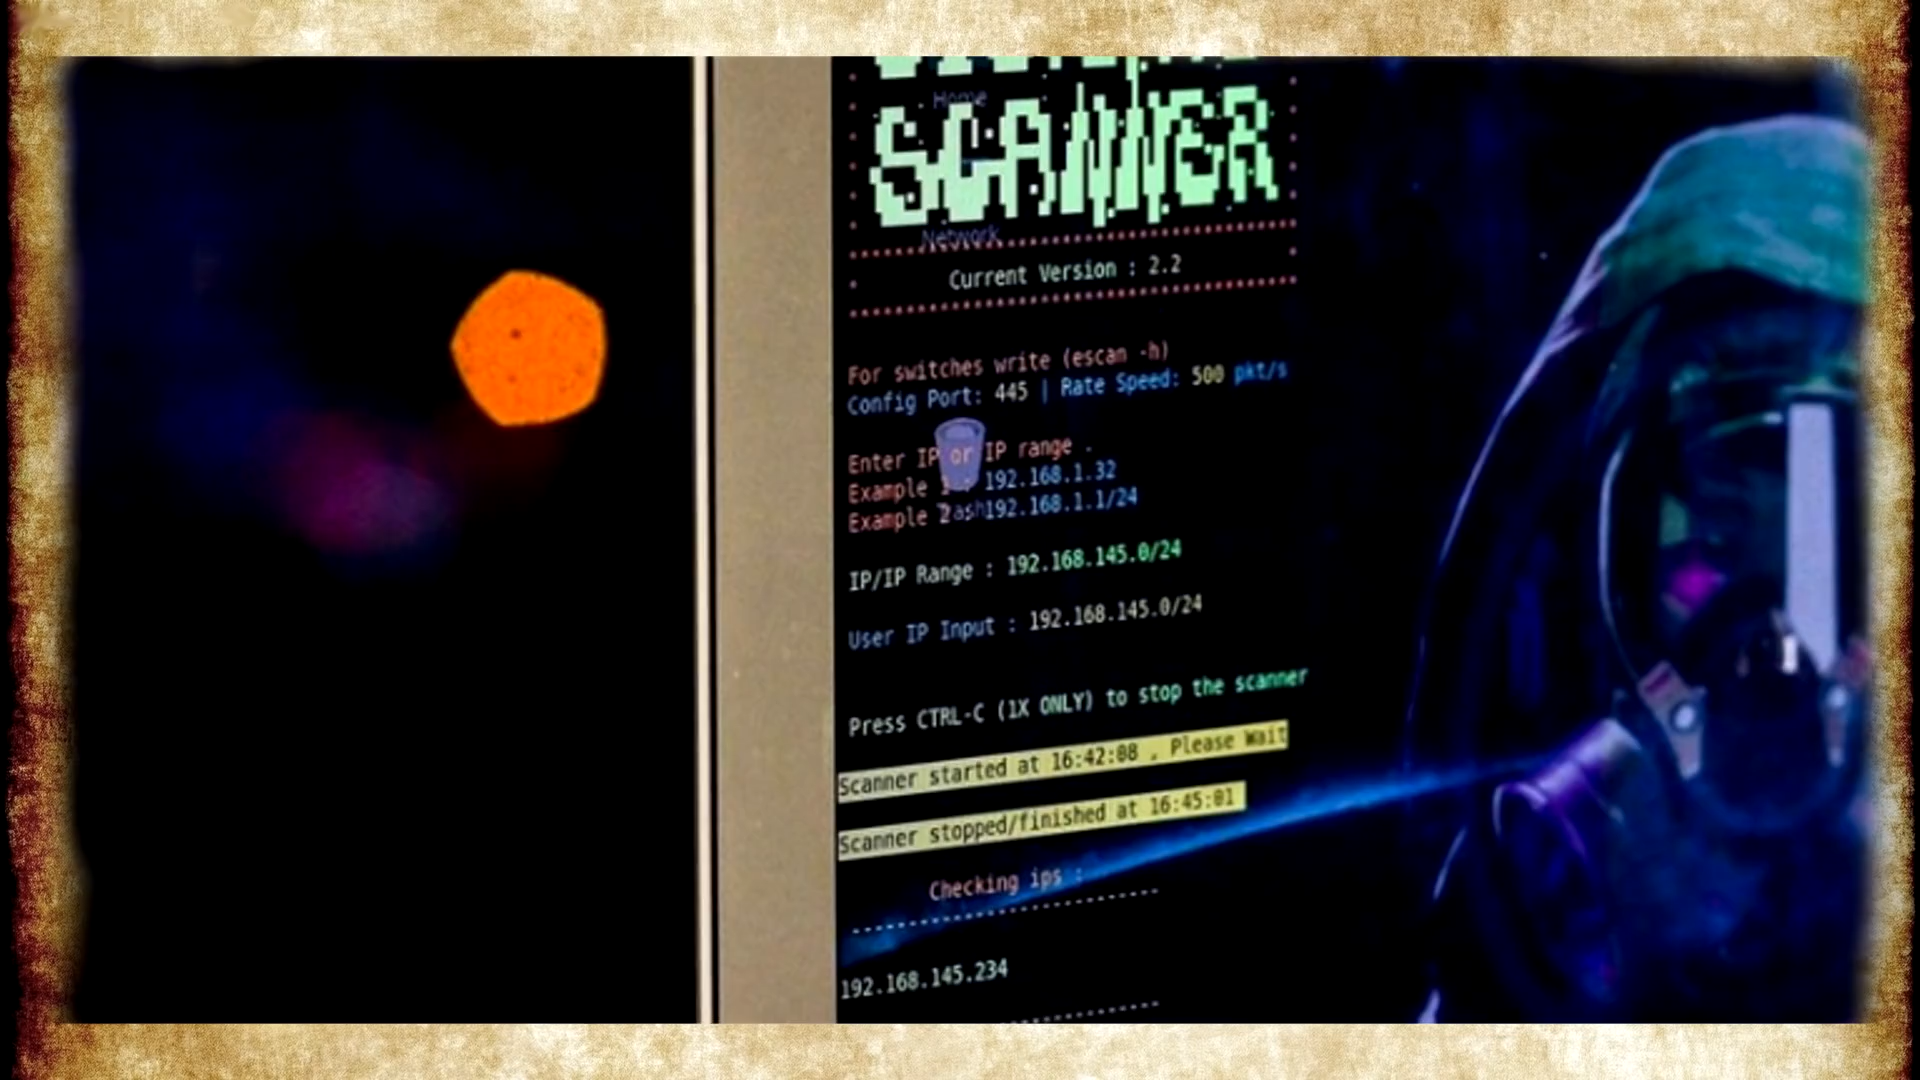 Home
SCANNER
Network
Current Version : 2.2
For switches write (escan -h)
Config Port: 445 | Rate Speed: 500 pkt/s
Enter IP or IP range .
Example 1 : 192.168.1.32
Example 2 : 192.168.1.1/24
Trash
IP/IP Range : 192.168.145.0/24
User IP Input : 192.168.145.0/24
Press CTRL-C (1X ONLY) to stop the scanner
Scanner started at 16:42:08 , Please Wait
Scanner stopped/finished at 16:45:01
Checking ips :
192.168.145.234